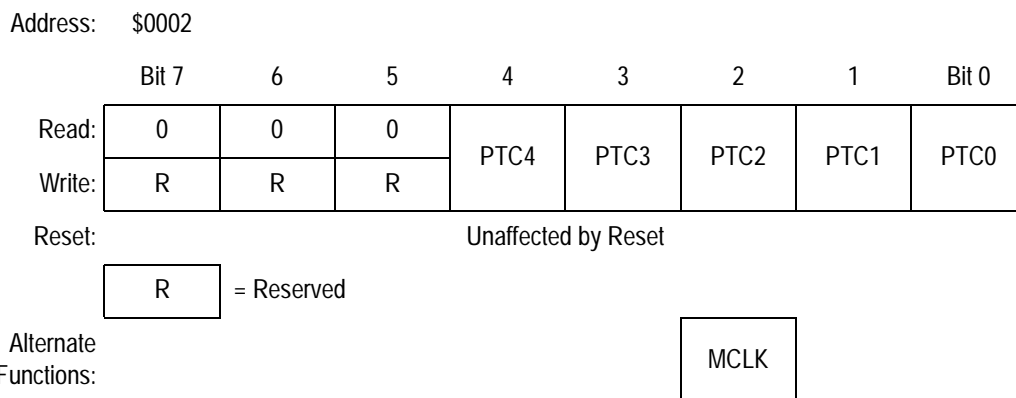 Address: $0002
Bit 7 6 5 4 3 2 1 Bit 0
Read: 0 0 0 PTC4 PTC3 PTC2 PTC1 PTC0
Write: R R R
Reset: Unaffected by Reset
R = Reserved
Alternate
Functions: MCLK